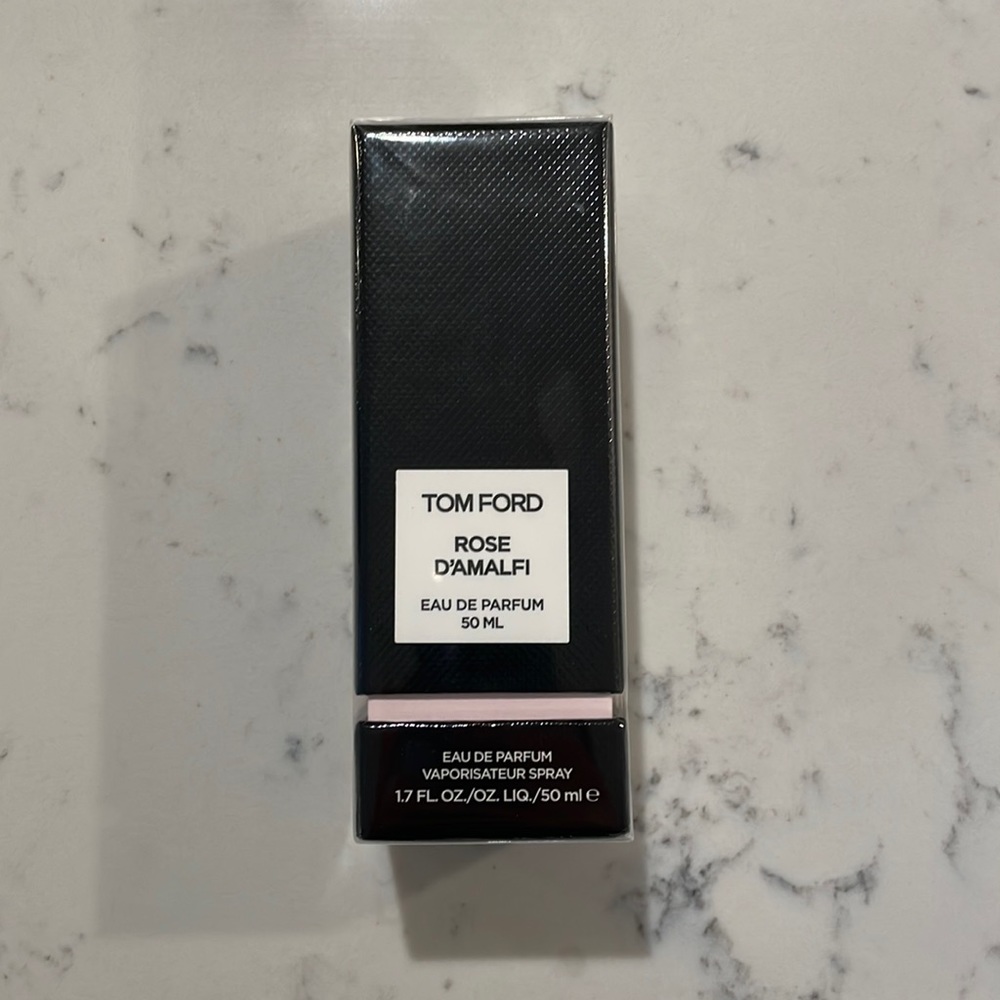 TOM FORD
ROSE
D'AMALFI
EAU DE PARFUM
50 ML
EAU DE PARFUM
VAPORISATEUR SPRAY
1.7 FL. OZ./OZ. LIQ./50 ml ℮